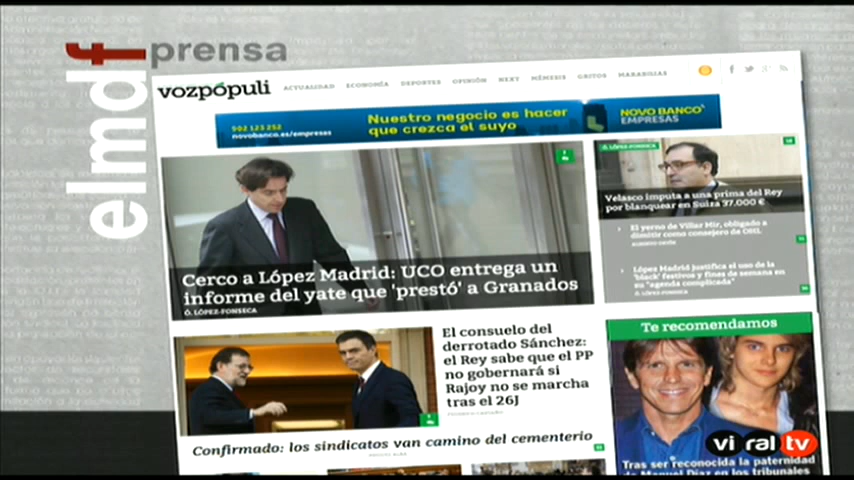 elmdf
prensa
vozpópuli
ACTUALIDAD ECONOMÍA DEPORTES OPINIÓN NEXT MÉMESIS GRITOS MARABILIAS
902 123 252
novobanco.es/empresas
Nuestro negocio es hacer
que crezca el suyo
NOVO BANCO
EMPRESAS
Cerco a López Madrid: UCO entrega un
informe del yate que 'prestó' a Granados
Ó. LÓPEZ-FONSECA
Ó. LÓPEZ-FONSECA
Velasco imputa a una prima del Rey
por blanquear en Suiza 37.000 €
El yerno de Villar Mir, obligado a
dimitir como consejero de OHL
López Madrid justifica el uso de la
'black' festivos y fines de semana en
su "agenda complicada"
El consuelo del
derrotado Sánchez:
el Rey sabe que el PP
no gobernará si
Rajoy no se marcha
tras el 26J
Confirmado: los sindicatos van camino del cementerio
Te recomendamos
viral tv
Tras ser reconocida la paternidad
de Manuel Díaz en los tribunales